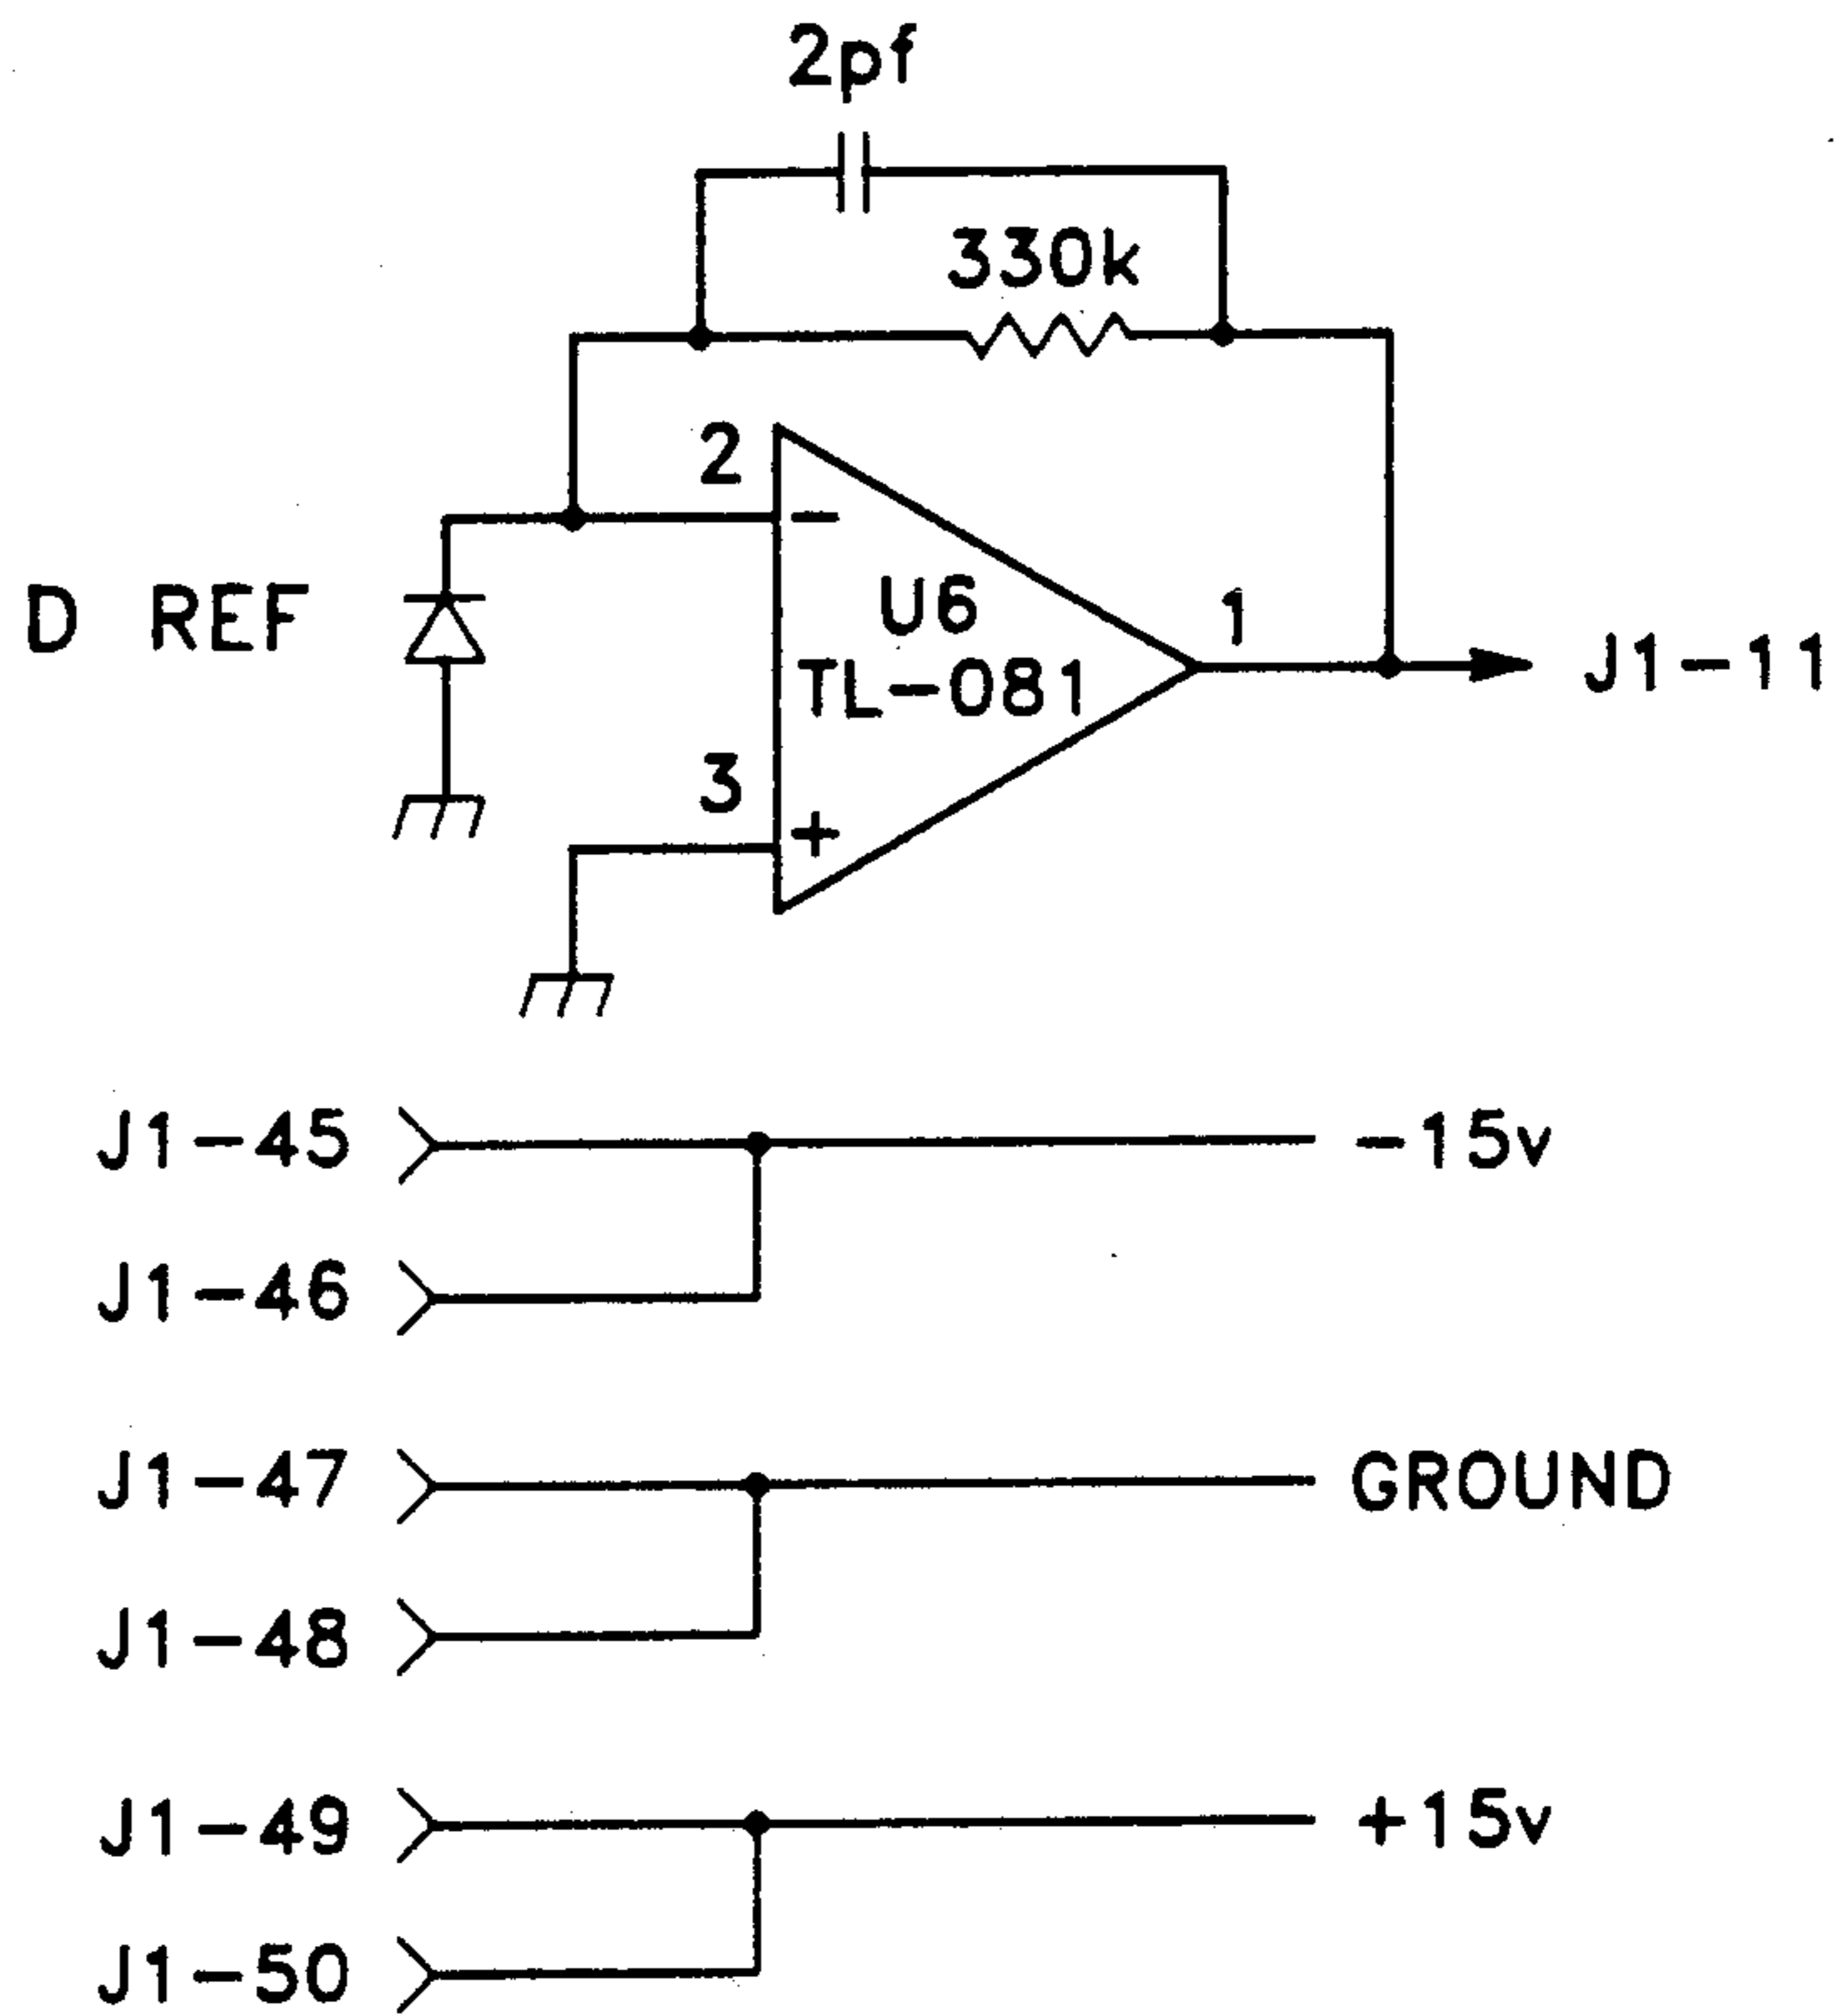 2pf
330k
2
-
D REF
U6
1
TL-081
J1-11
3
+
J1-45
-15v
J1-46
J1-47
GROUND
J1-48
J1-49
+15v
J1-50